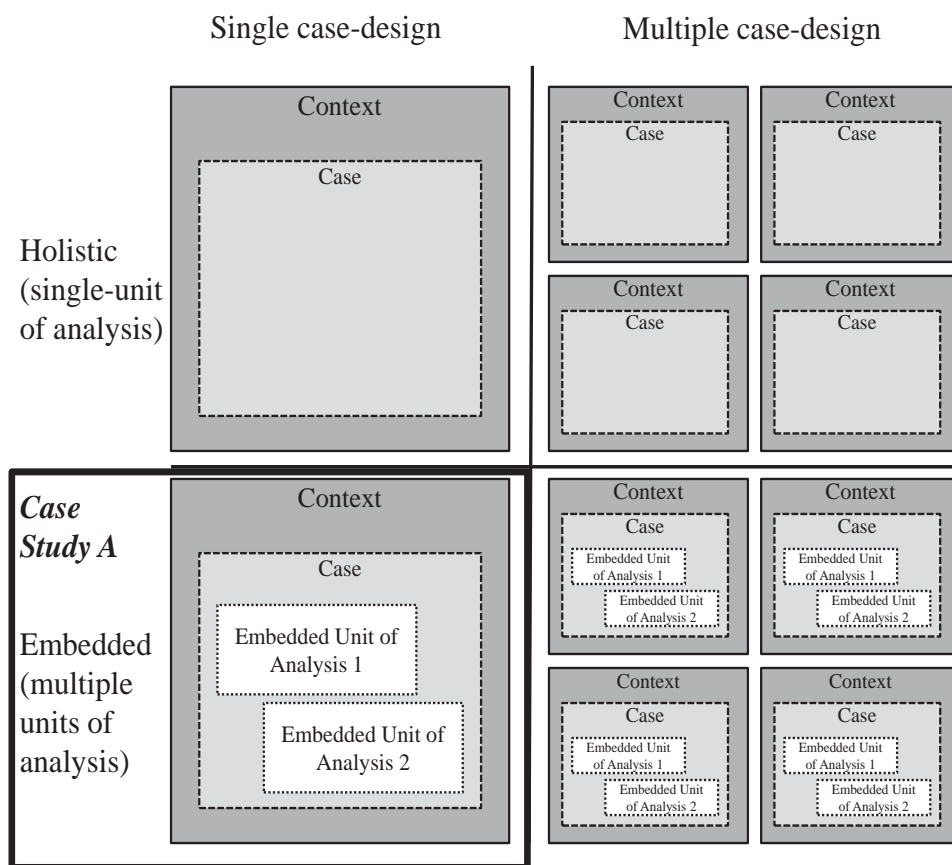 Single case-design
Multiple case-design
Holistic
(single-unit
of analysis)
Context
Case
Context
Case
Context
Case
Context
Case
Context
Case
Case
Study A
Embedded
(multiple
units of
analysis)
Context
Case
Embedded Unit of
Analysis 1
Embedded Unit of
Analysis 2
Context
Case
Embedded Unit
of Analysis 1
Embedded Unit
of Analysis 2
Context
Case
Embedded Unit
of Analysis 1
Embedded Unit
of Analysis 2
Context
Case
Embedded Unit
of Analysis 1
Embedded Unit
of Analysis 2
Context
Case
Embedded Unit
of Analysis 1
Embedded Unit
of Analysis 2